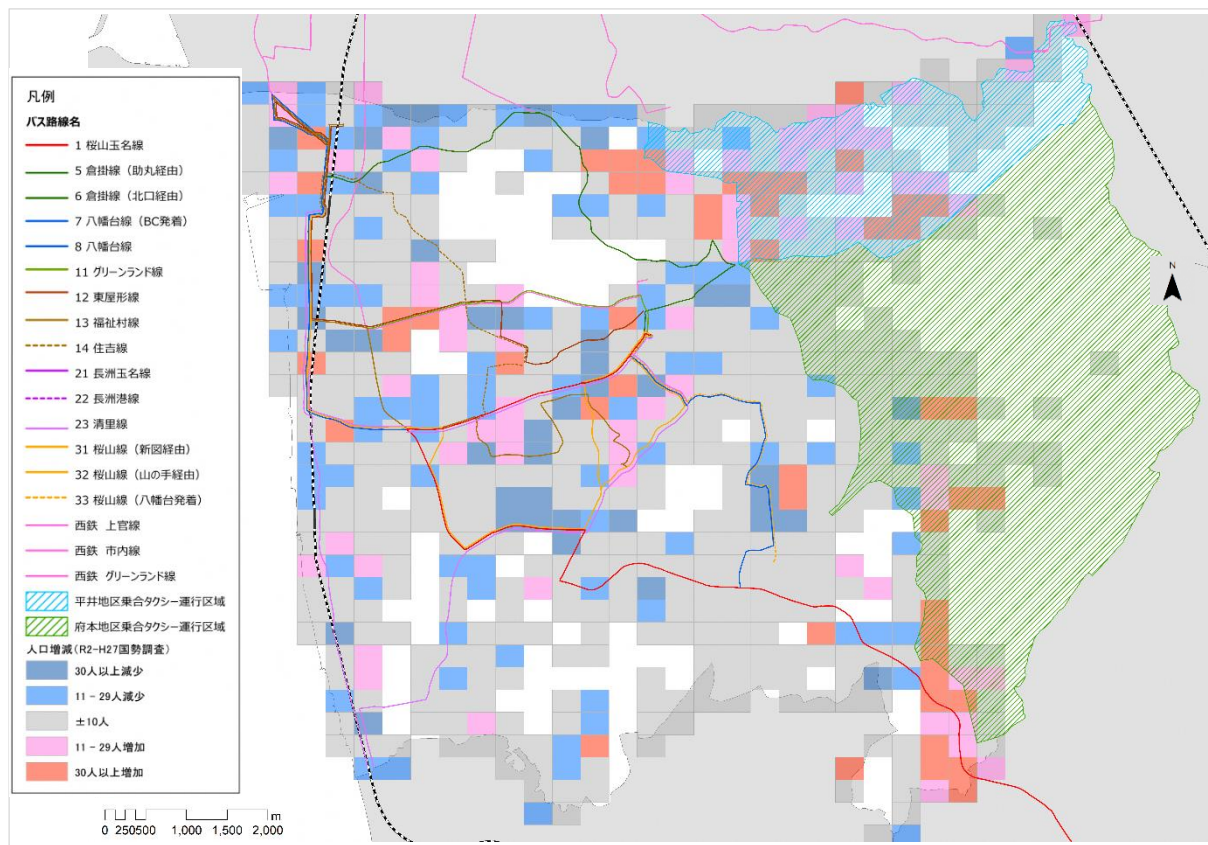 凡例
バス路線名
1 桜山玉名線
5 倉掛線（助丸経由）
6 倉掛線（北口経由）
7 八幡台線（BC発着）
8 八幡台線
11 グリーンランド線
12 東屋形線
13 福祉村線
14 住吉線
21 長洲玉名線
22 長洲港線
23 清里線
31 桜山線（新図経由）
32 桜山線（山の手経由）
33 桜山線（八幡台発着）
西鉄 上官線
西鉄 市内線
西鉄 グリーンランド線
平井地区乗合タクシー運行区域
府本地区乗合タクシー運行区域
人口増減（R2-H27国勢調査）
30人以上減少
11 - 29人減少
±10人
11 - 29人増加
30人以上増加
N
0 250500 1,000 1,500 2,000 m